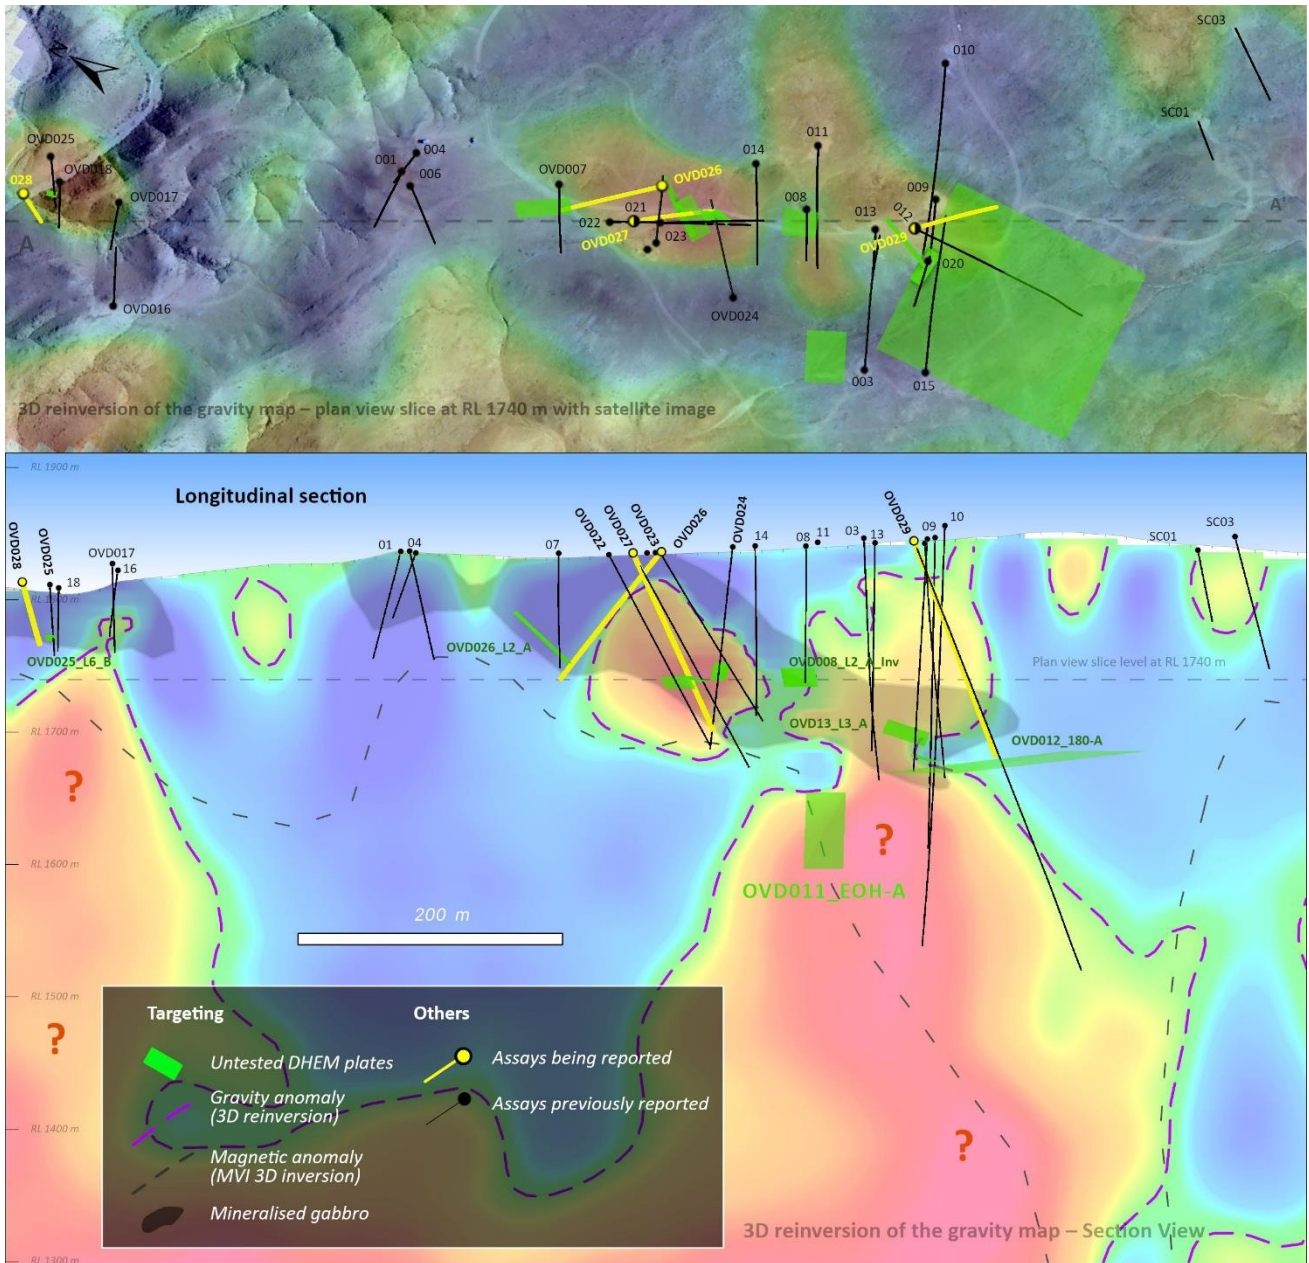 SC03
010
SC01
011
004
OVD025
001
014
OVD018
006
OVD007
OVD026
028
OVD017
009
008
021
012
A
022
013
A'
OVD027
023
OVD029
020
OVD024
OVD016
003
015
3D reinversion of the gravity map – plan view slice at RL 1740 m with satellite image
RL 1900 m
Longitudinal section
OVD028
OVD025
18
OVD017
16
01
04
07
OVD022
OVD027
OVD023
OVD026
OVD024
14
08
11
03
13
OVD029
09
10
SC01
SC03
OVD025_L6_B
OVD026_L2_A
OVD008_L2_A_Inv
Plan view slice level at RL 1740 m
OVD13_L3_A
OVD012_180-A
RL 1700 m
?
?
RL 1600 m
OVD011_EOH-A
200 m
RL 1500 m
?
Targeting
Others
Untested DHEM plates
Assays being reported
Gravity anomaly
(3D reinversion)
Assays previously reported
RL 1400 m
?
Magnetic anomaly
(MVI 3D inversion)
Mineralised gabbro
3D reinversion of the gravity map – Section View
RL 1300 m